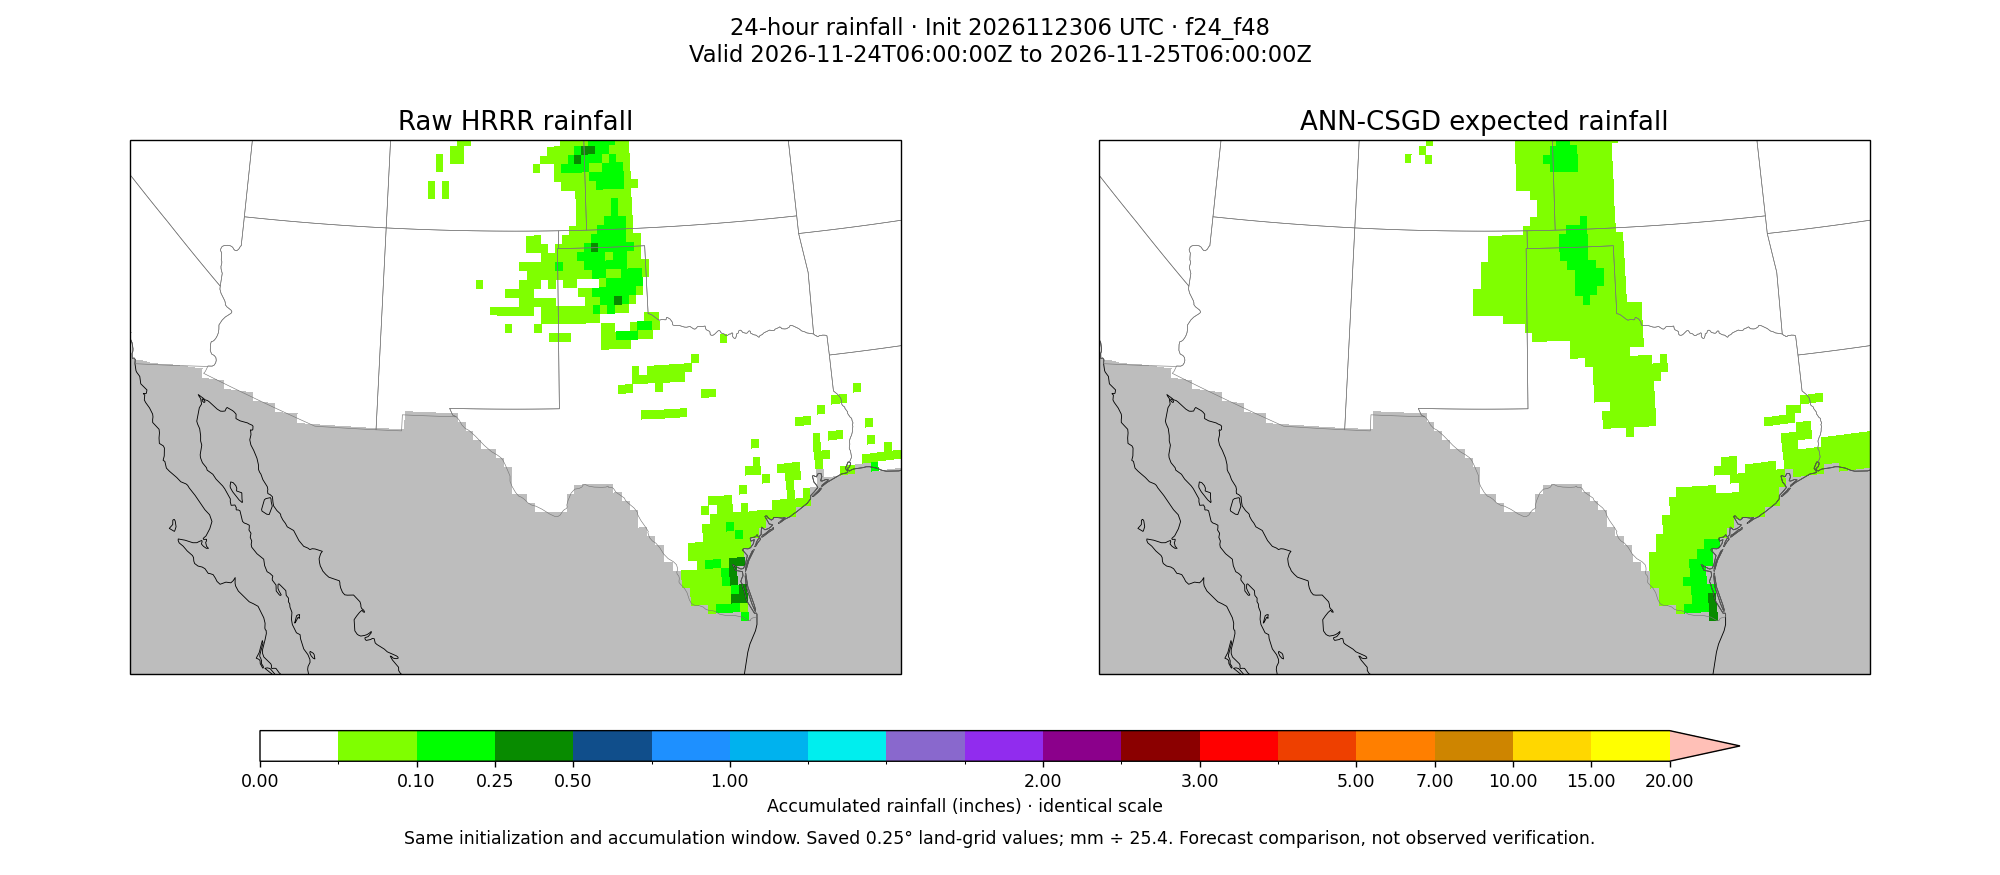 24-hour rainfall · Init 2026112306 UTC · f24_f48
Valid 2026-11-24T06:00:00Z to 2026-11-25T06:00:00Z
Raw HRRR rainfall
ANN-CSGD expected rainfall
0.00 0.10 0.25 0.50 1.00 2.00 3.00 5.00 7.00 10.00 15.00 20.00
Accumulated rainfall (inches) · identical scale
Same initialization and accumulation window. Saved 0.25° land-grid values; mm ÷ 25.4. Forecast comparison, not observed verification.